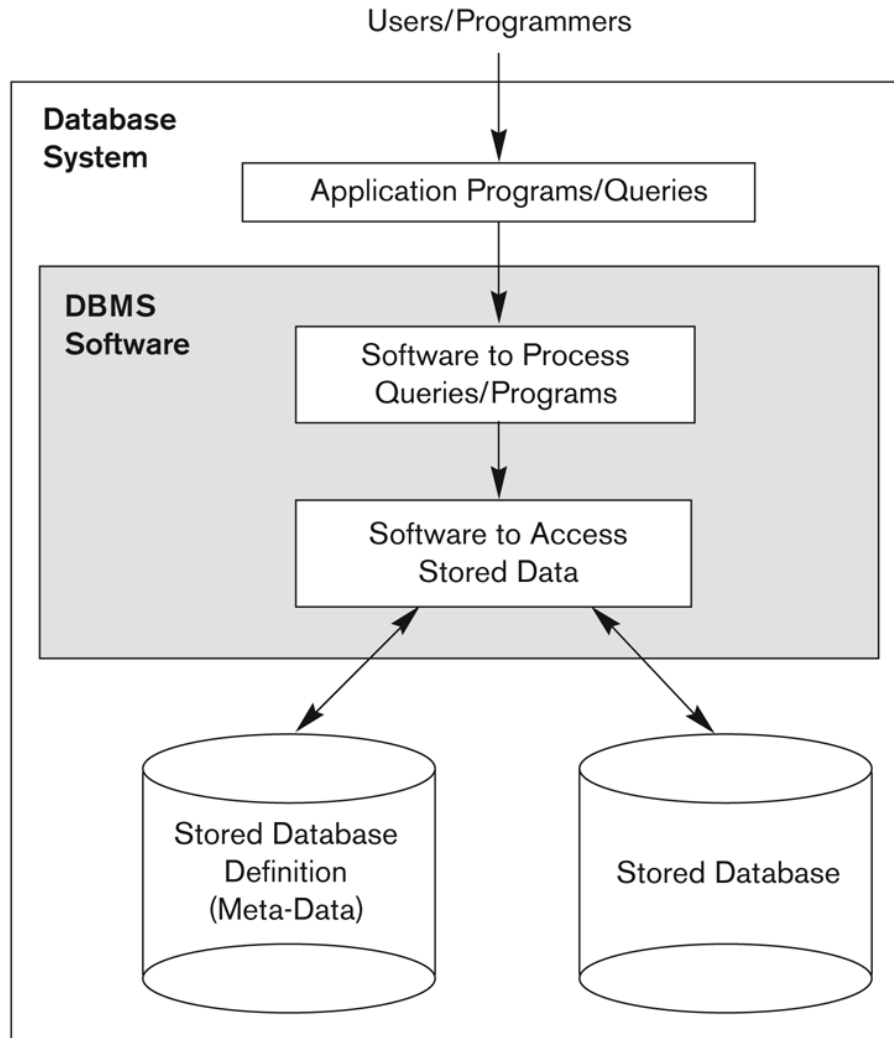 Users/Programmers
Database
System
Application Programs/Queries
DBMS
Software
Software to Process
Queries/Programs
Software to Access
Stored Data
Stored Database
Definition
(Meta-Data)
Stored Database